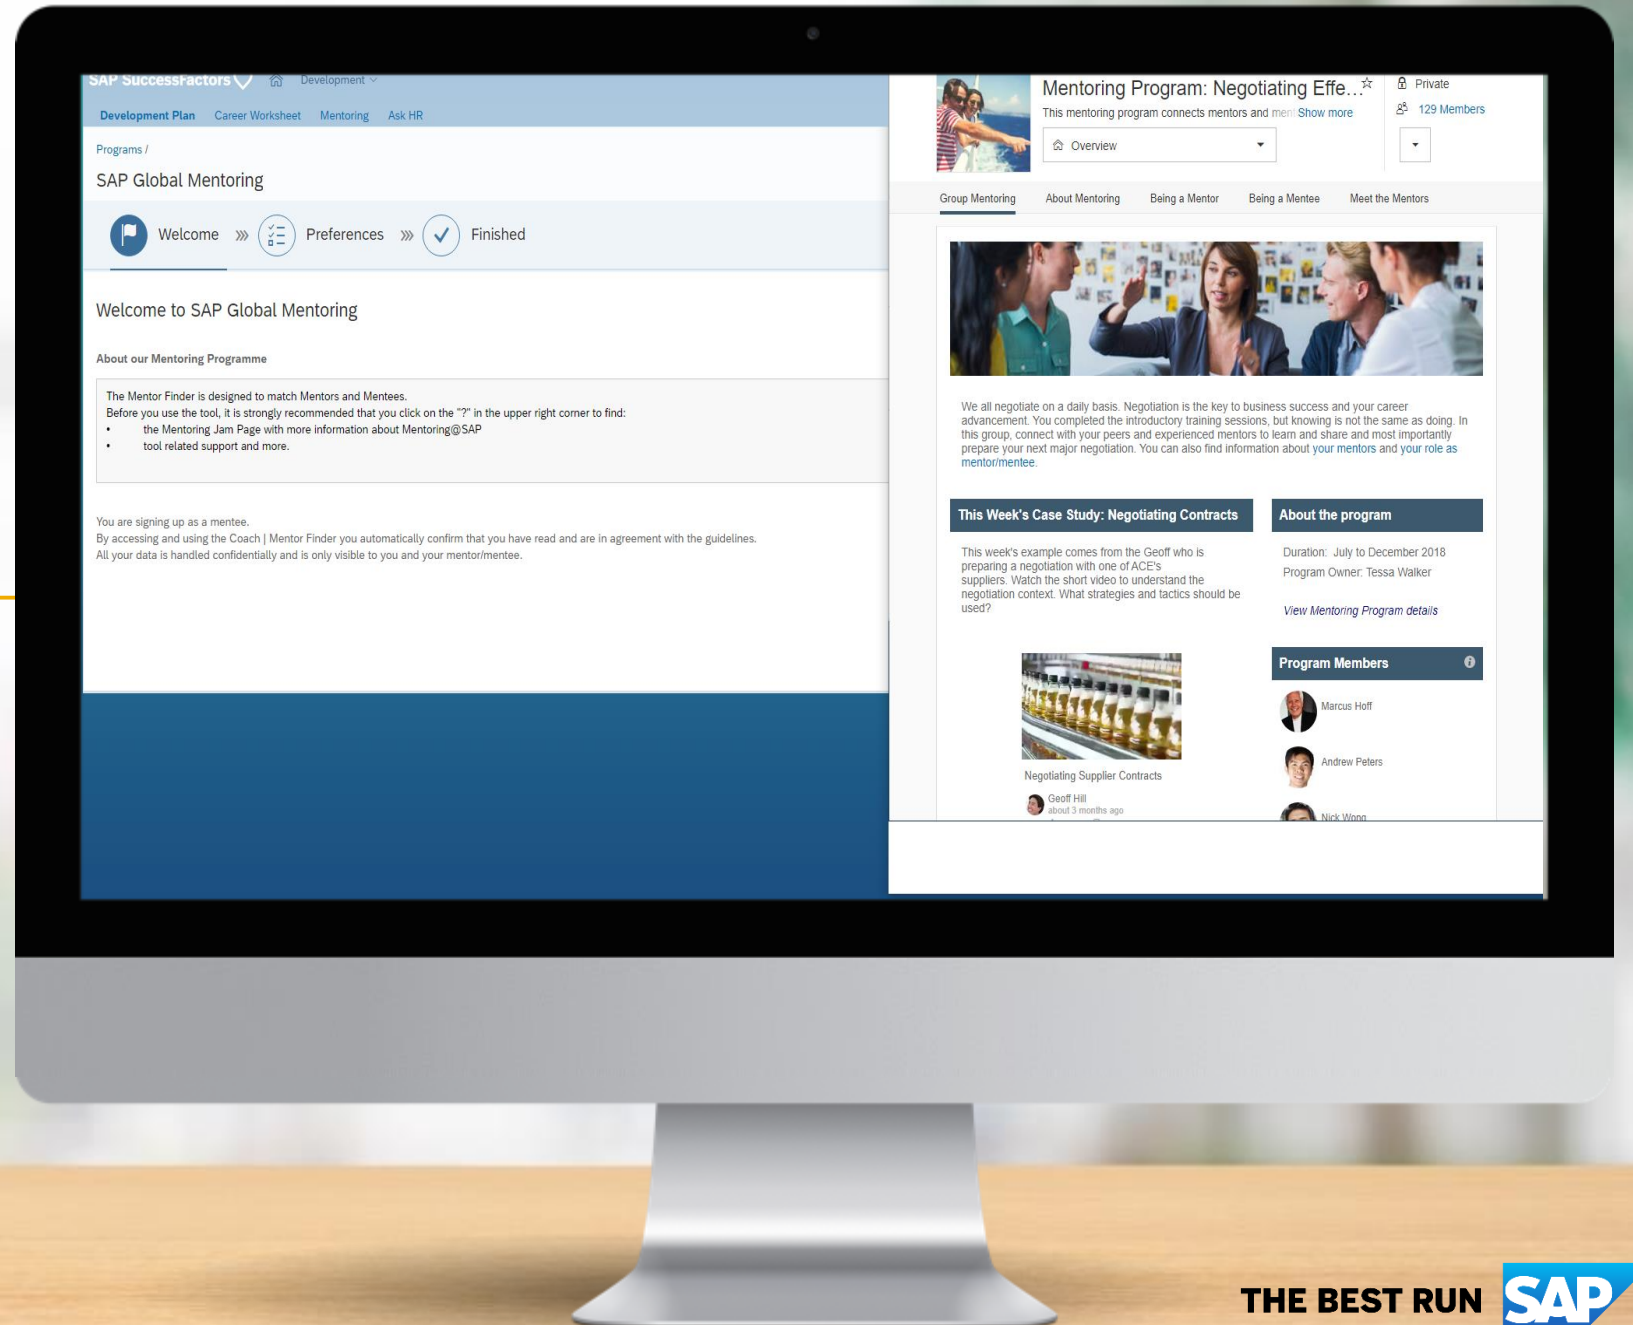 SAP SuccessFactors
Development
Development Plan Career Worksheet Mentoring Ask HR
Programs /
SAP Global Mentoring
Welcome
Preferences
Finished
Welcome to SAP Global Mentoring
About our Mentoring Programme
The Mentor Finder is designed to match Mentors and Mentees.
Before you use the tool, it is strongly recommended that you click on the "?" in the upper right corner to find:
• the Mentoring Jam Page with more information about Mentoring@SAP
• tool related support and more.
You are signing up as a mentee.
By accessing and using the Coach | Mentor Finder you automatically confirm that you have read and are in agreement with the guidelines.
All your data is handled confidentially and is only visible to you and your mentor/mentee.
Mentoring Program: Negotiating Effe...
This mentoring program connects mentors and ment Show more
Overview
Private
129 Members
Group Mentoring About Mentoring Being a Mentor Being a Mentee Meet the Mentors
We all negotiate on a daily basis. Negotiation is the key to business success and your career
advancement. You completed the introductory training sessions, but knowing is not the same as doing. In
this group, connect with your peers and experienced mentors to learn and share and most importantly
prepare your next major negotiation. You can also find information about your mentors and your role as
mentor/mentee.
This Week's Case Study: Negotiating Contracts
This week's example comes from the Geoff who is
preparing a negotiation with one of ACE's
suppliers. Watch the short video to understand the
negotiation context. What strategies and tactics should be
used?
Negotiating Supplier Contracts
Geoff Hill
about 3 months ago
About the program
Duration: July to December 2018
Program Owner: Tessa Walker
View Mentoring Program details
Program Members
Marcus Hoff
Andrew Peters
Nick Wong
THE BEST RUN SAP